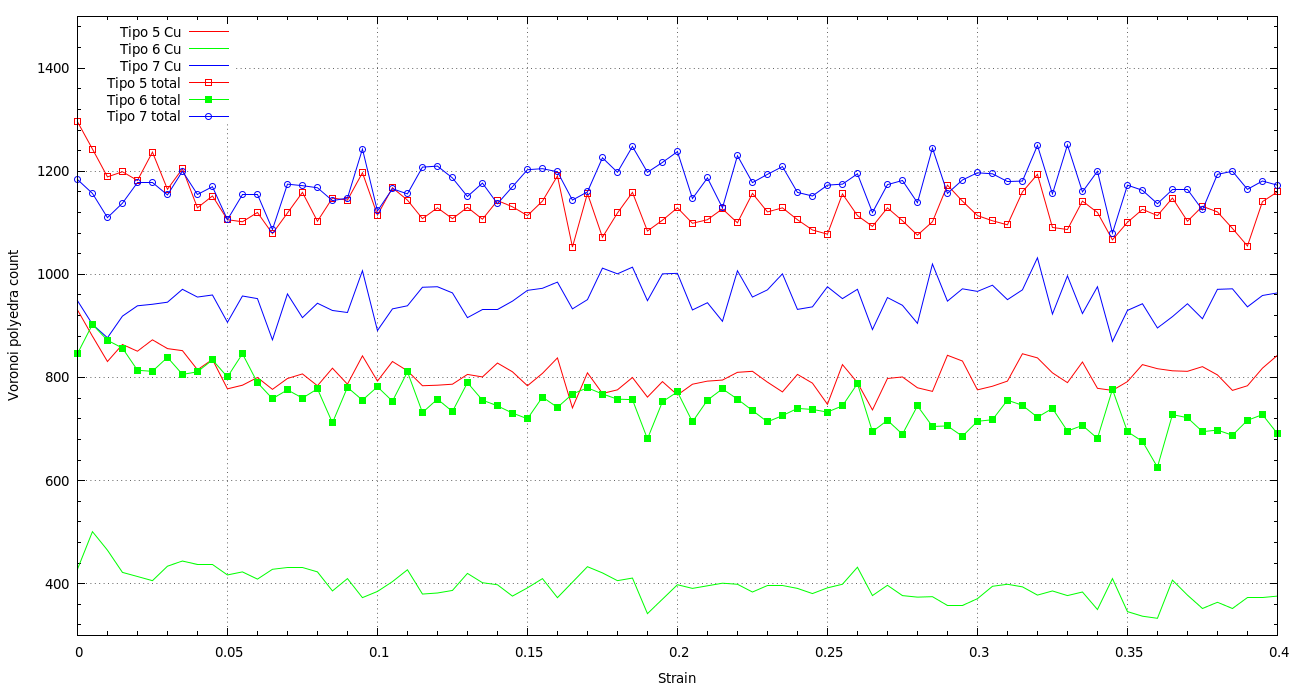 Tipo 5 Cu
Tipo 6 Cu
Tipo 7 Cu
Tipo 5 total
Tipo 6 total
Tipo 7 total
1400
1200
1000
800
600
400
Voronoi polyedra count
0 0.05 0.1 0.15 0.2 0.25 0.3 0.35 0.4
Strain